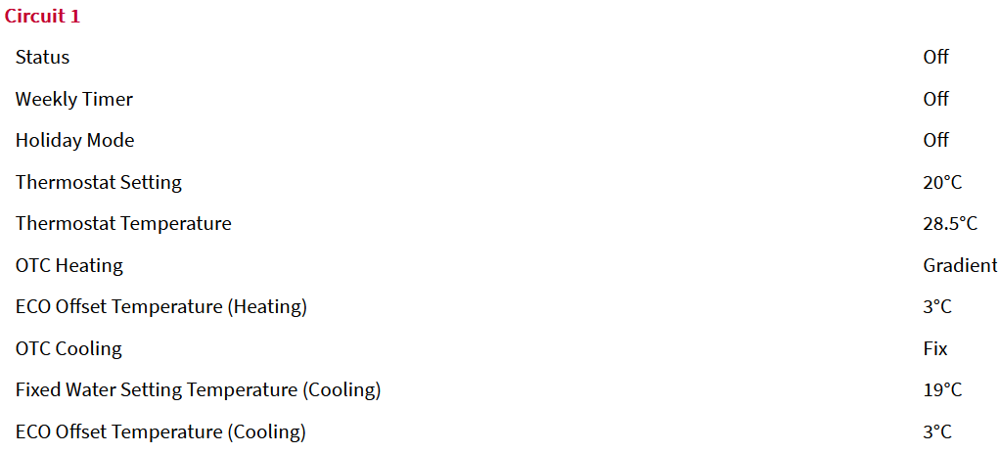 Circuit 1
Status Off
Weekly Timer Off
Holiday Mode Off
Thermostat Setting 20°C
Thermostat Temperature 28.5°C
OTC Heating Gradient
ECO Offset Temperature (Heating) 3°C
OTC Cooling Fix
Fixed Water Setting Temperature (Cooling) 19°C
ECO Offset Temperature (Cooling) 3°C